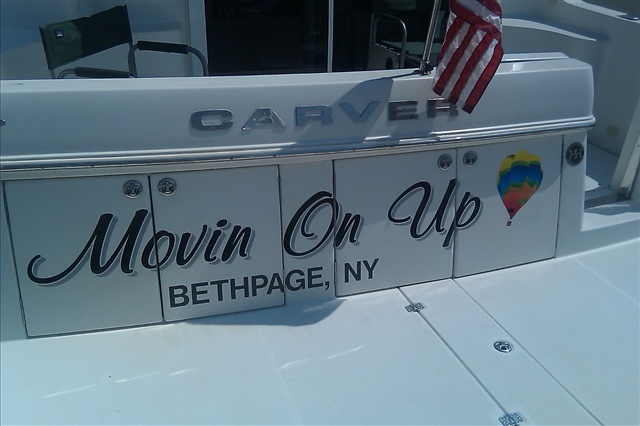 CARVER
Movin On Up
BETHPAGE, NY